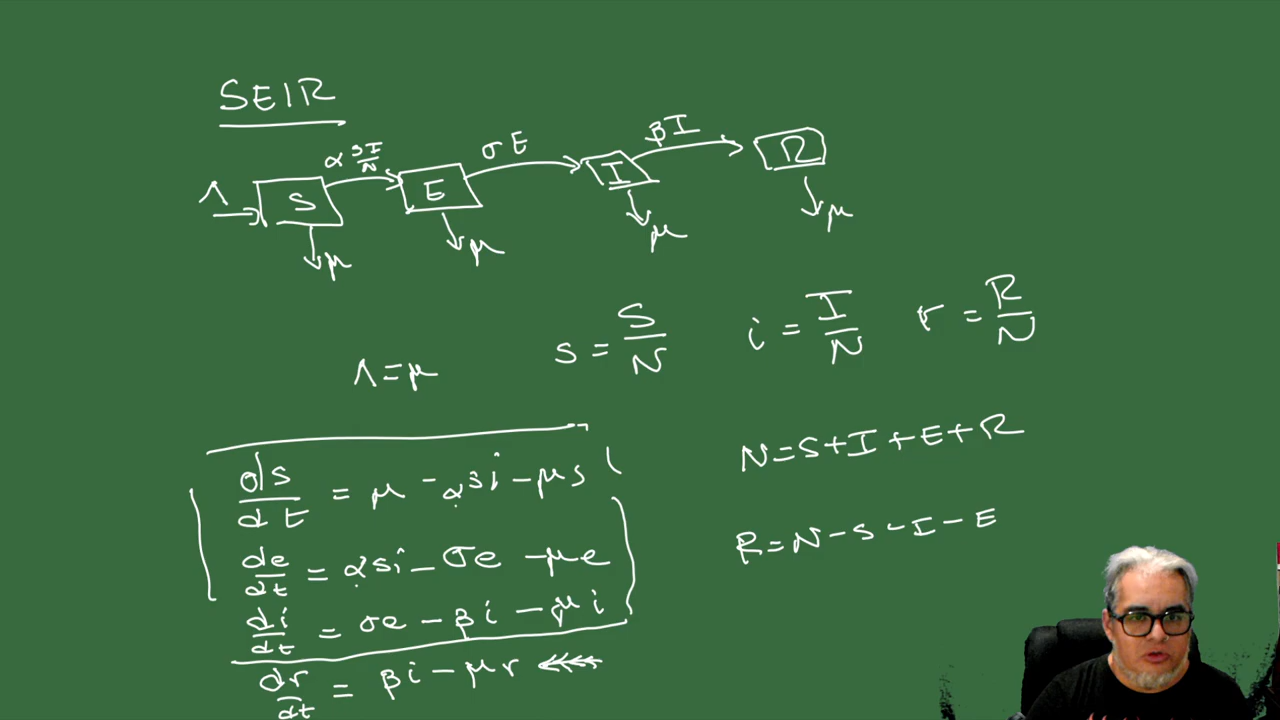 SEIR
Λ S α SI/N E σE I βI R
μ μ μ μ
s = S/N i = I/N r = R/N
Λ = μ
N = S + I + E + R
ds/dt = μ - αsi - μs
R = N - S - I - E
de/dt = αsi - σe - μe
di/dt = σe - βi - μi
dr/dt = βi - μr